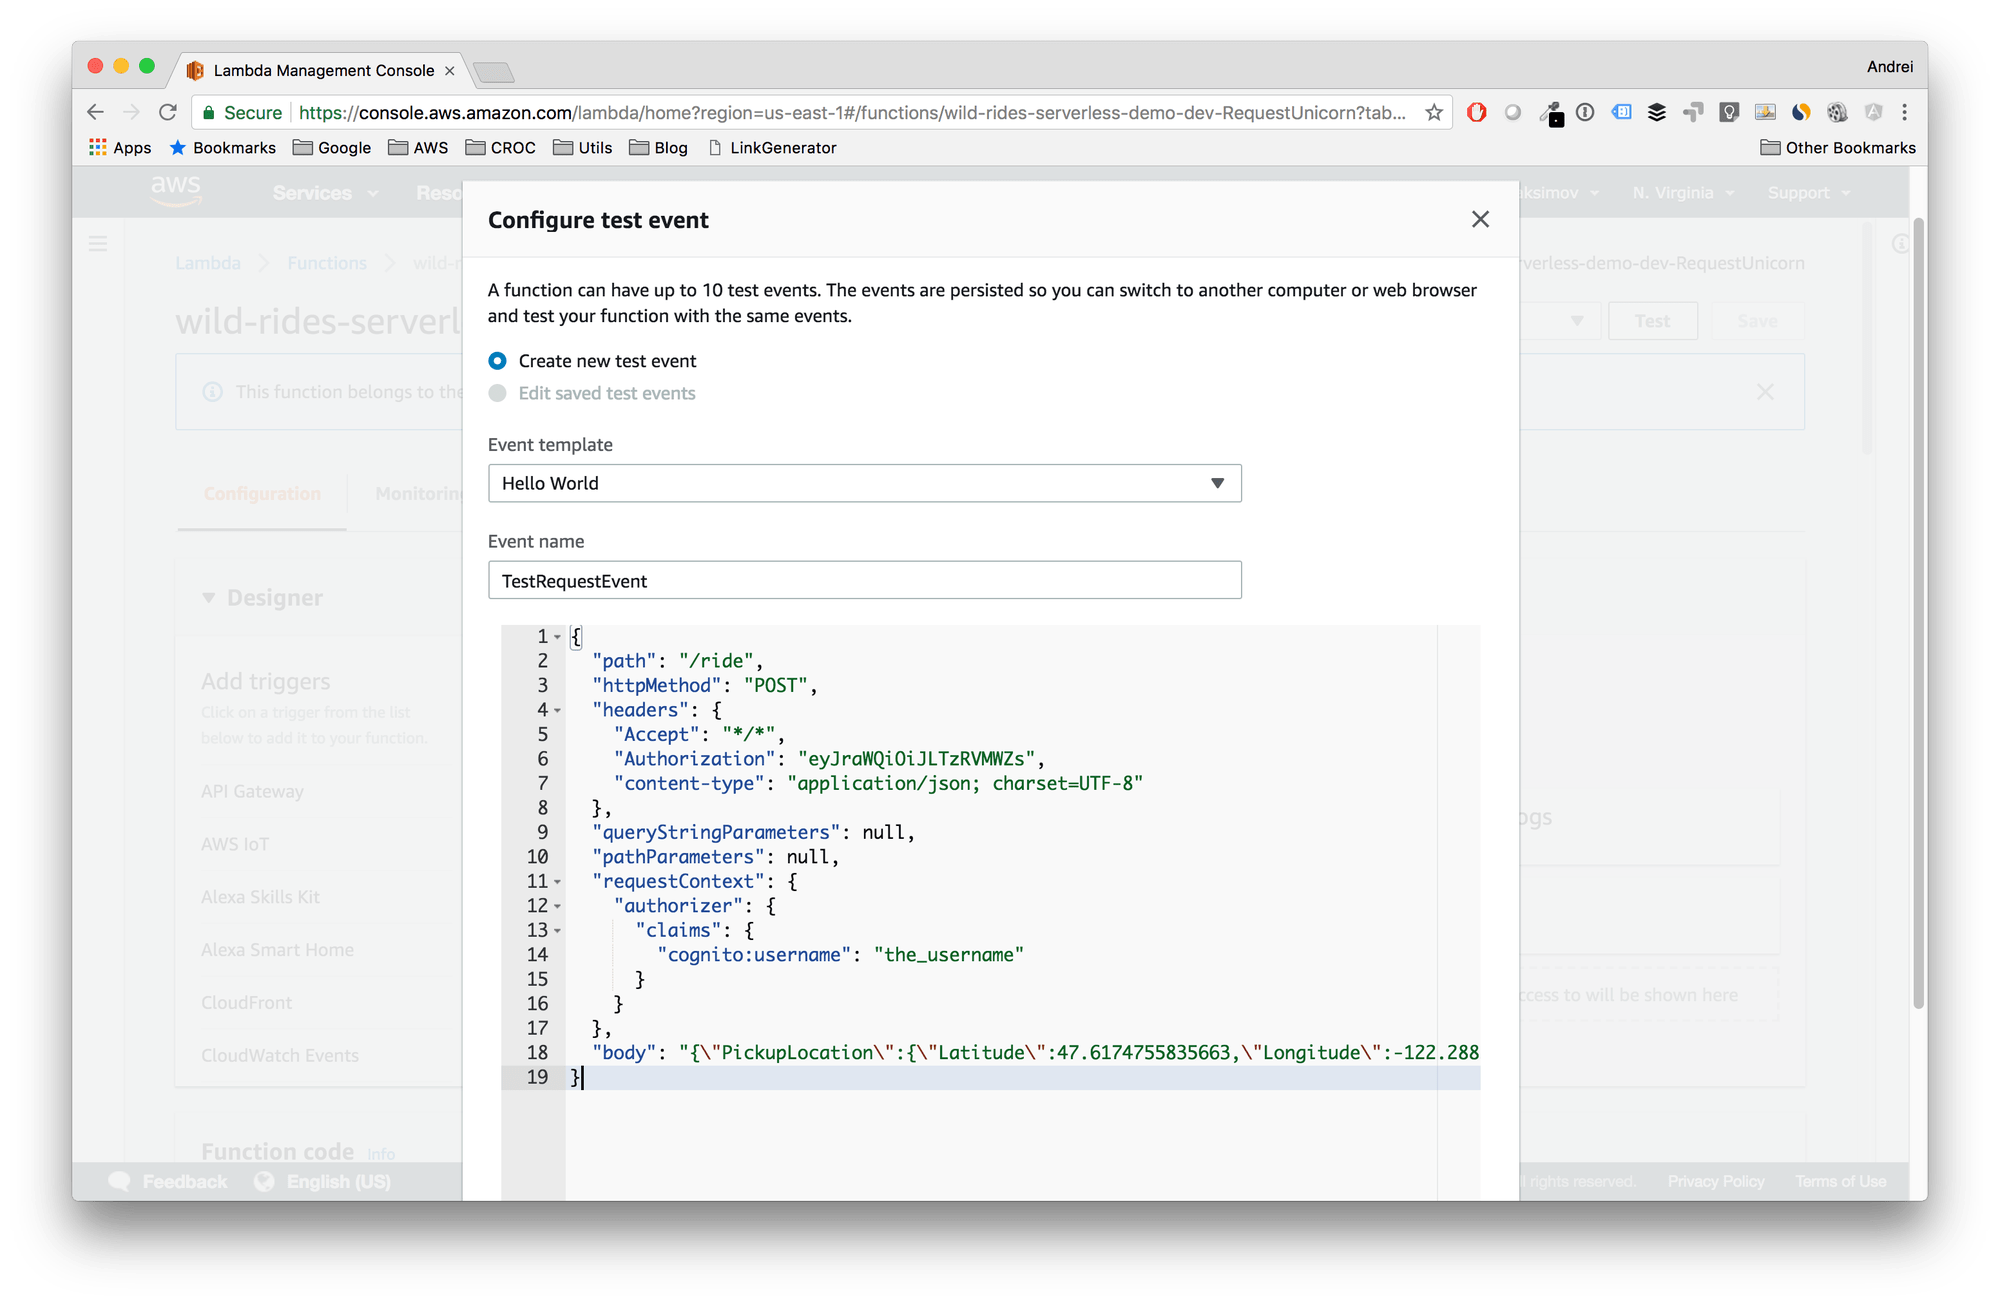 Lambda Management Console
Andrei
Secure https://console.aws.amazon.com/lambda/home?region=us-east-1#/functions/wild-rides-serverless-demo-dev-RequestUnicorn?tab...
Apps Bookmarks Google AWS CROC Utils Blog LinkGenerator Other Bookmarks
aws Services Reso ksimov N. Virginia Support
Configure test event
Lambda Functions wild-r verless-demo-dev-RequestUnicorn
A function can have up to 10 test events. The events are persisted so you can switch to another computer or web browser
and test your function with the same events.
wild-rides-serverl Test Save
Create new test event
This function belongs to the
Edit saved test events
Event template
Hello World
Configuration Monitoring
Event name
TestRequestEvent
Designer
Add triggers
Click on a trigger from the list
below to add it to your function.
API Gateway
AWS IoT
Alexa Skills Kit
Alexa Smart Home
CloudFront
CloudWatch Events
1 {
2 "path": "/ride",
3 "httpMethod": "POST",
4 "headers": {
5 "Accept": "*/*",
6 "Authorization": "eyJraWQiOiJLTzRVMWZs",
7 "content-type": "application/json; charset=UTF-8"
8 },
9 "queryStringParameters": null,
10 "pathParameters": null,
11 "requestContext": {
12 "authorizer": {
13 "claims": {
14 "cognito:username": "the_username"
15 }
16 }
17 },
18 "body": "{\"PickupLocation\":{\"Latitude\":47.6174755835663,\"Longitude\":-122.288
19 }
ogs
ccess to will be shown here
Function code Info
Feedback English (US) ll rights reserved. Privacy Policy Terms of Use